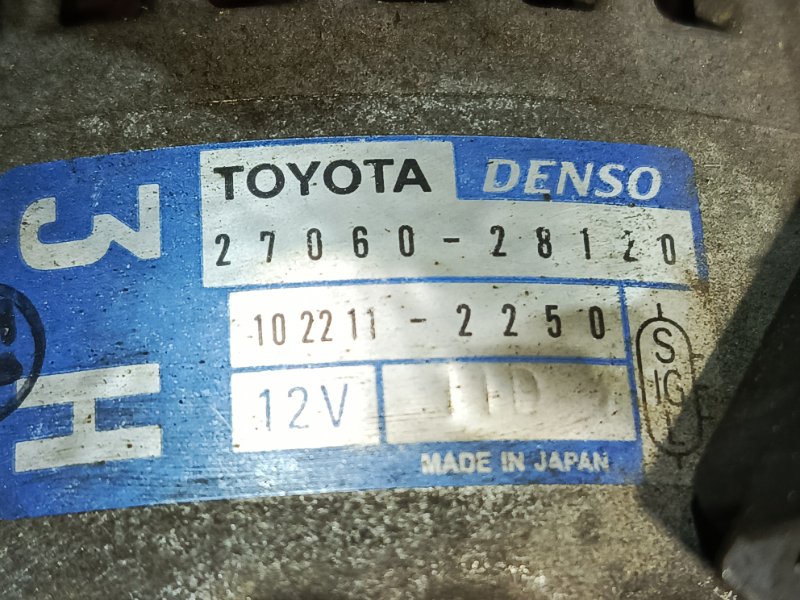 TOYOTA DENSO
27060-28120
102211-2250
12V
MADE IN JAPAN
3H
S
IG
L